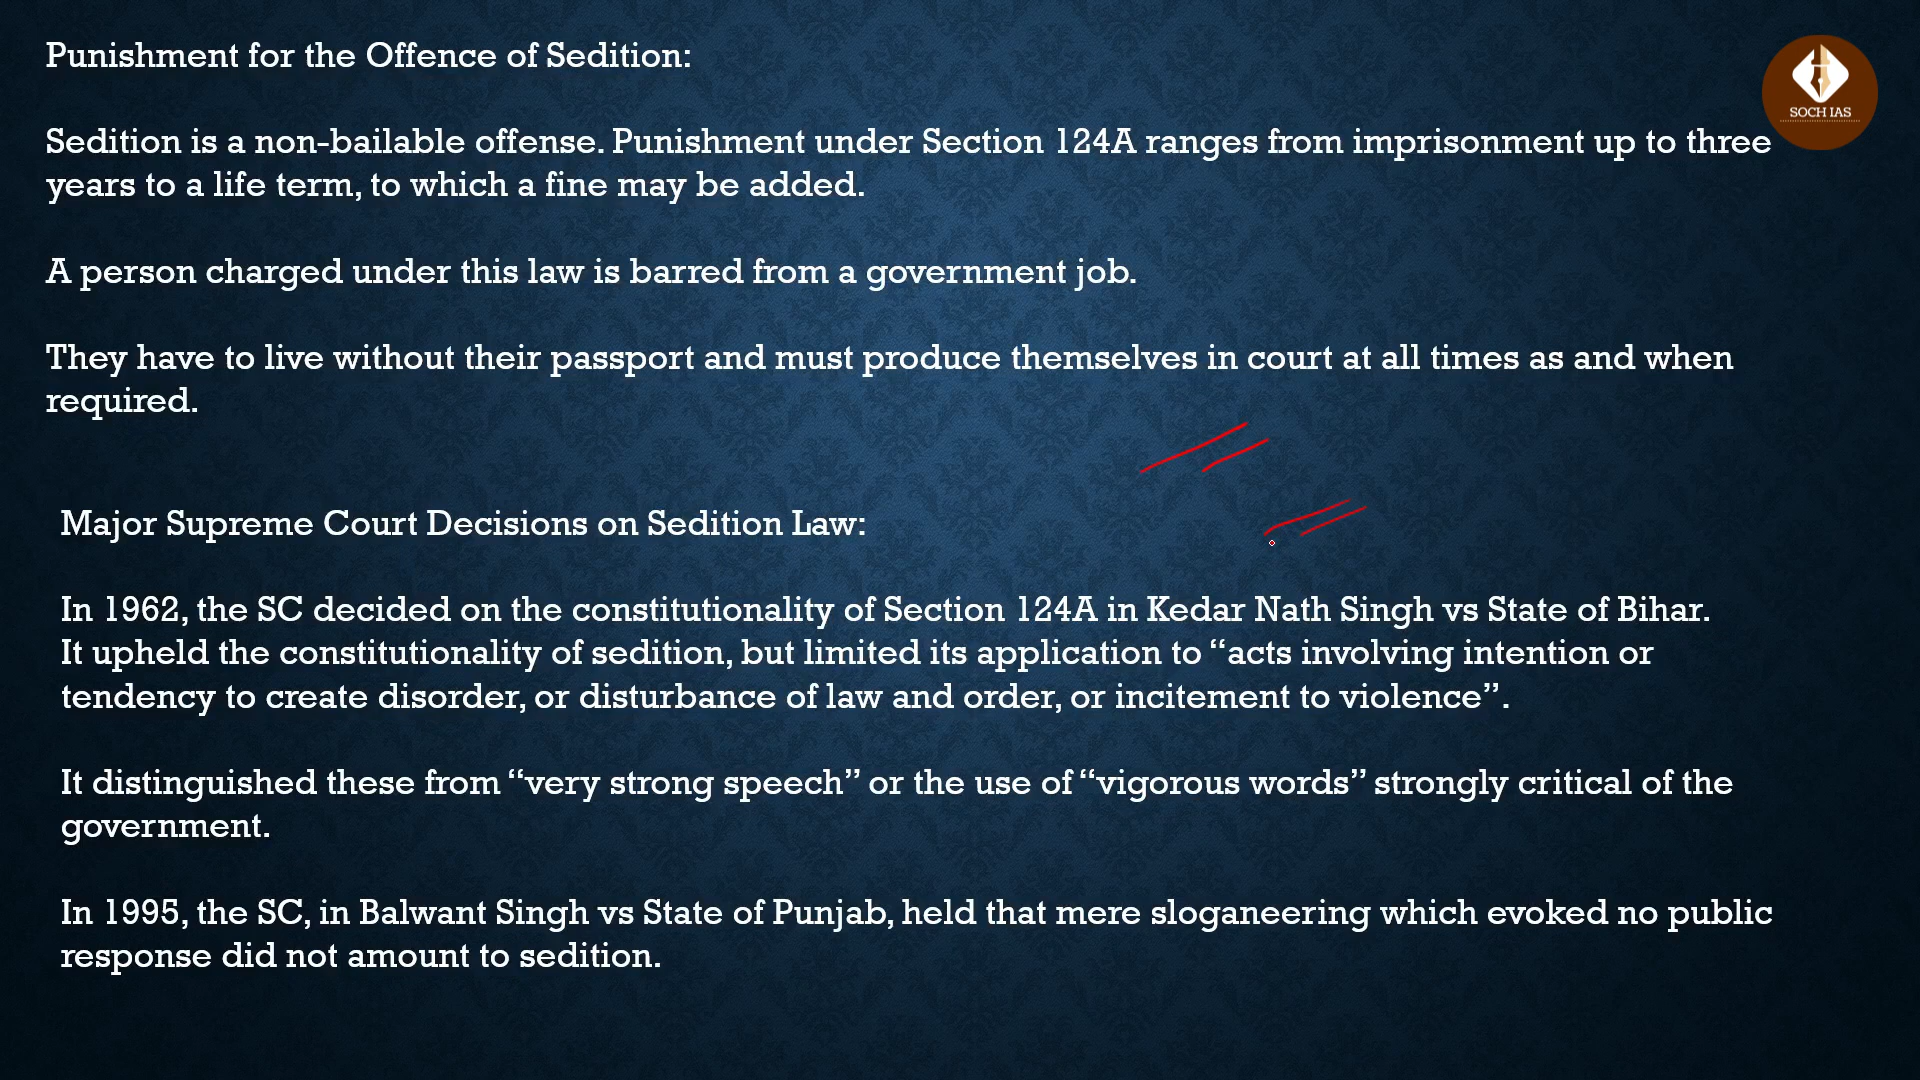 Punishment for the Offence of Sedition:
SOCH IAS
Sedition is a non-bailable offense. Punishment under Section 124A ranges from imprisonment up to three
years to a life term, to which a fine may be added.
A person charged under this law is barred from a government job.
They have to live without their passport and must produce themselves in court at all times as and when
required.
Major Supreme Court Decisions on Sedition Law:
In 1962, the SC decided on the constitutionality of Section 124A in Kedar Nath Singh vs State of Bihar.
It upheld the constitutionality of sedition, but limited its application to “acts involving intention or
tendency to create disorder, or disturbance of law and order, or incitement to violence”.
It distinguished these from “very strong speech” or the use of “vigorous words” strongly critical of the
government.
In 1995, the SC, in Balwant Singh vs State of Punjab, held that mere sloganeering which evoked no public
response did not amount to sedition.